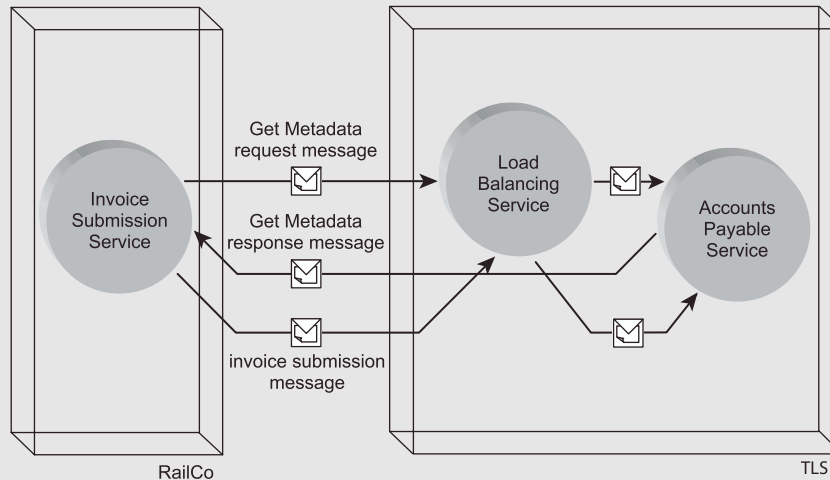 Get Metadata
request message
Invoice
Submission
Service
Load
Balancing
Service
Accounts
Payable
Service
Get Metadata
response message
invoice submission
message
RailCo
TLS